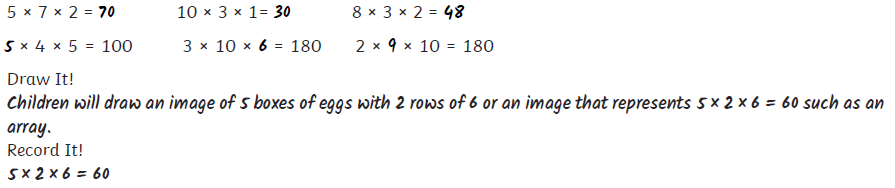 5 × 7 × 2 = 70 10 × 3 × 1= 30 8 × 3 × 2 = 48
5 × 4 × 5 = 100 3 × 10 × 6 = 180 2 × 9 × 10 = 180
Draw It!
Children will draw an image of 5 boxes of eggs with 2 rows of 6 or an image that represents 5 × 2 × 6 = 60 such as an
array.
Record It!
5 × 2 × 6 = 60